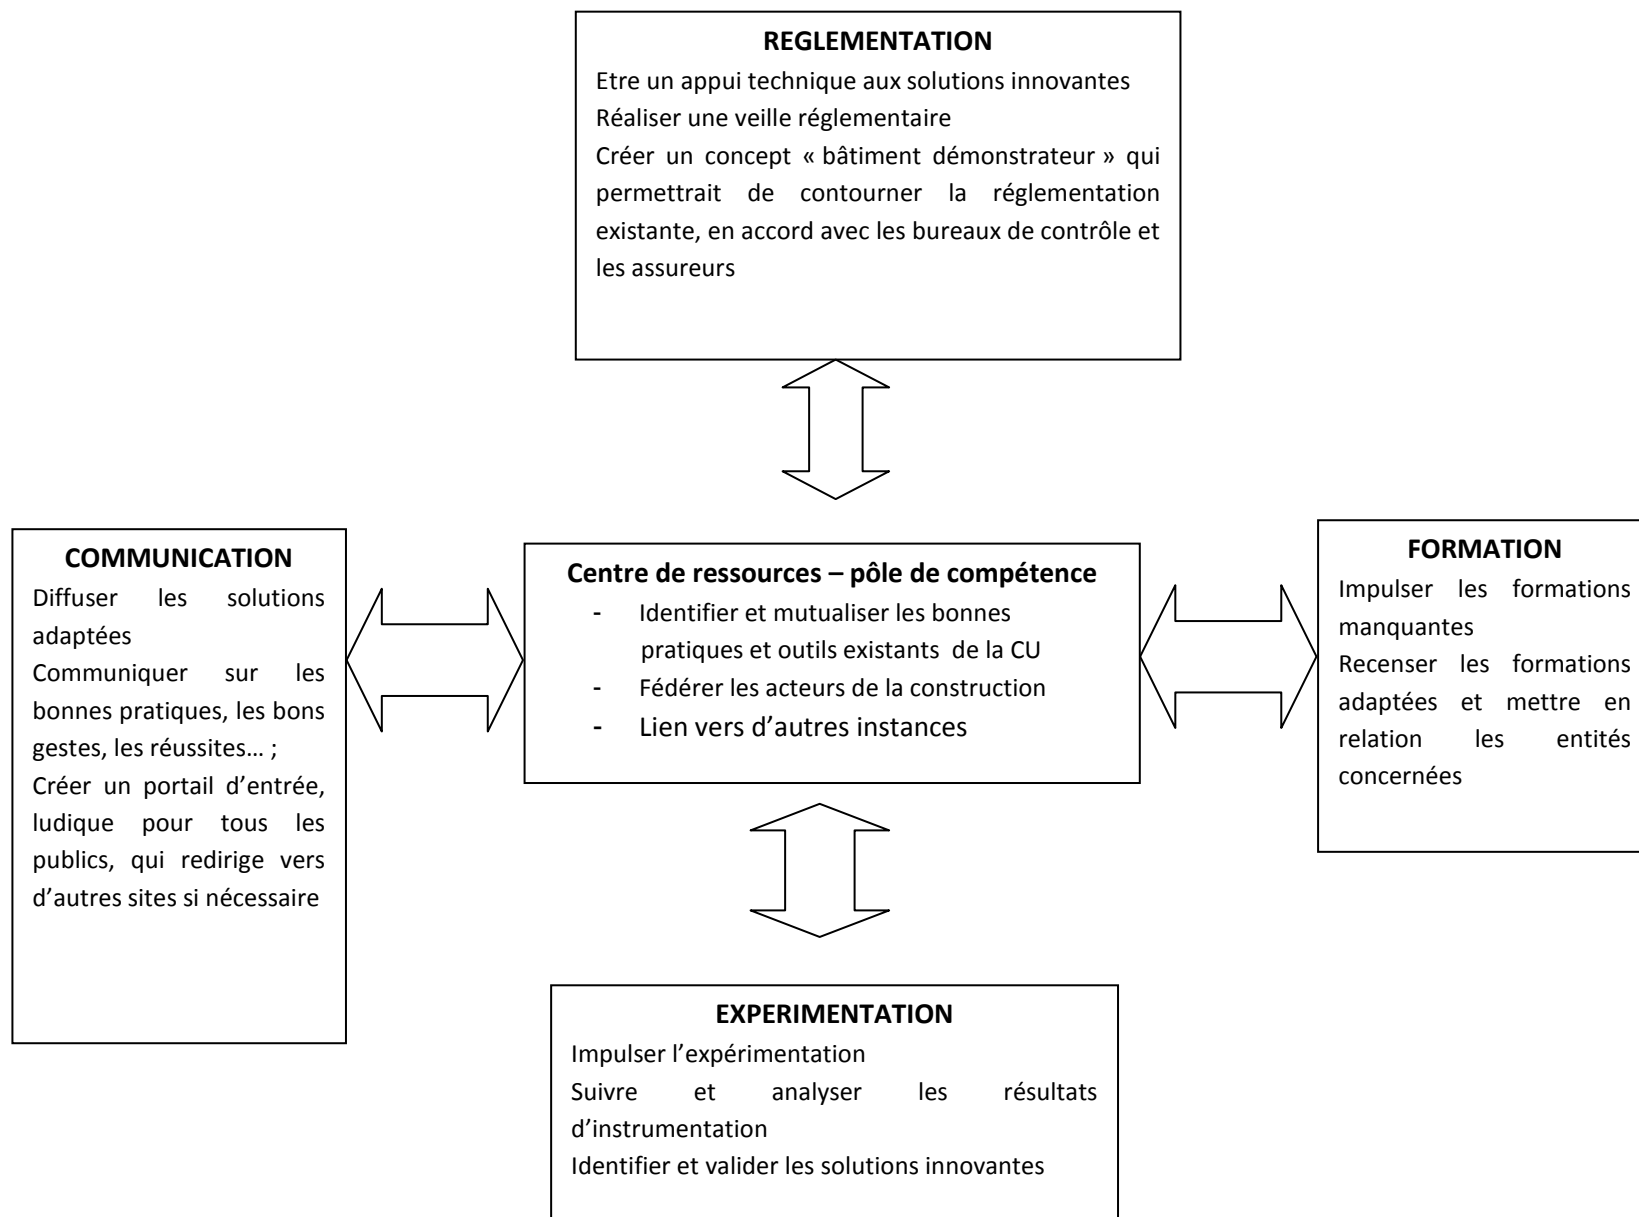 REGLEMENTATION
Etre un appui technique aux solutions innovantes
Réaliser une veille réglementaire
Créer un concept « bâtiment démonstrateur » qui
permettrait de contourner la réglementation
existante, en accord avec les bureaux de contrôle et
les assureurs
COMMUNICATION
Diffuser les solutions
adaptées
Communiquer sur les
bonnes pratiques, les bons
gestes, les réussites… ;
Créer un portail d’entrée,
ludique pour tous les
publics, qui redirige vers
d’autres sites si nécessaire
Centre de ressources – pôle de compétence
- Identifier et mutualiser les bonnes
pratiques et outils existants de la CU
- Fédérer les acteurs de la construction
- Lien vers d’autres instances
FORMATION
Impulser les formations
manquantes
Recenser les formations
adaptées et mettre en
relation les entités
concernées
EXPERIMENTATION
Impulser l’expérimentation
Suivre et analyser les résultats
d’instrumentation
Identifier et valider les solutions innovantes